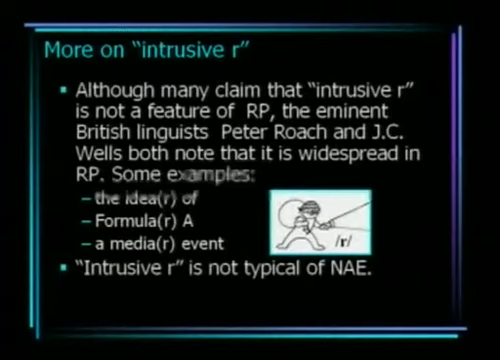 More on "intrusive r"
Although many claim that "intrusive r"
is not a feature of RP, the eminent
British linguists Peter Roach and J.C.
Wells both note that it is widespread in
RP. Some examples:
– the idea(r) of
– Formula(r) A
– a media(r) event
/r/
"Intrusive r" is not typical of NAE.